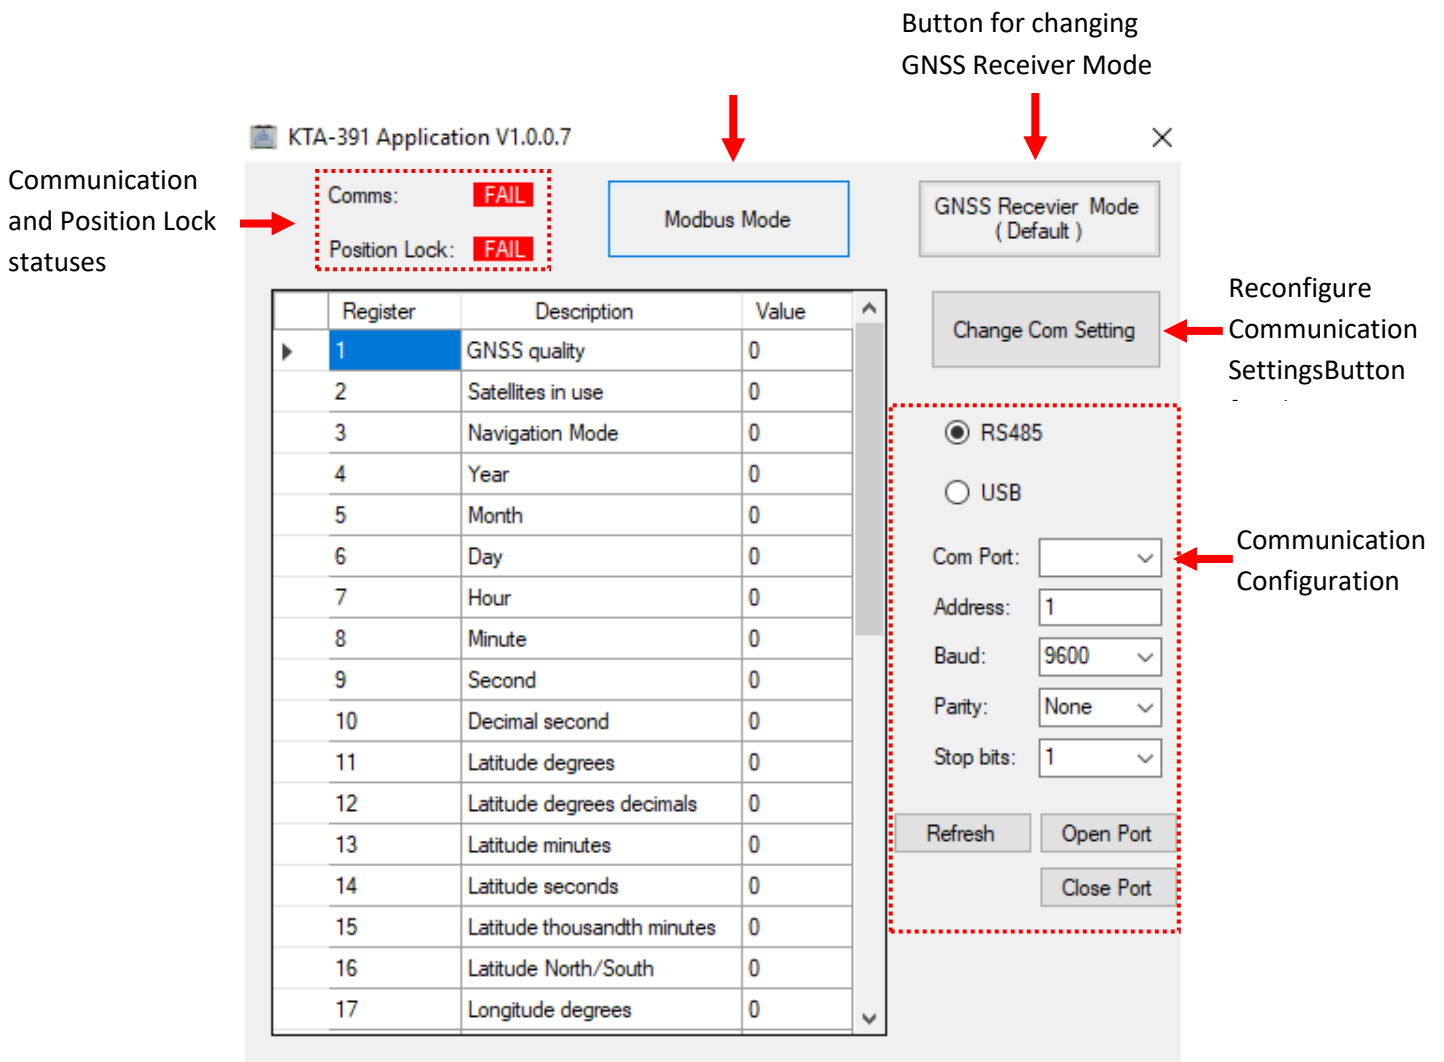 Button for changing
GNSS Receiver Mode
KTA-391 Application V1.0.0.7
Communication
and Position Lock
statuses
Comms: FAIL
Position Lock: FAIL
Modbus Mode
GNSS Recevier Mode
( Default )
Change Com Setting
Reconfigure
Communication
SettingsButton
Register Description Value
1 GNSS quality 0
2 Satellites in use 0
3 Navigation Mode 0
4 Year 0
5 Month 0
6 Day 0
7 Hour 0
8 Minute 0
9 Second 0
10 Decimal second 0
11 Latitude degrees 0
12 Latitude degrees decimals 0
13 Latitude minutes 0
14 Latitude seconds 0
15 Latitude thousandth minutes 0
16 Latitude North/South 0
17 Longitude degrees 0
RS485
USB
Com Port:
Address: 1
Baud: 9600
Parity: None
Stop bits: 1
Refresh Open Port
Close Port
Communication
Configuration